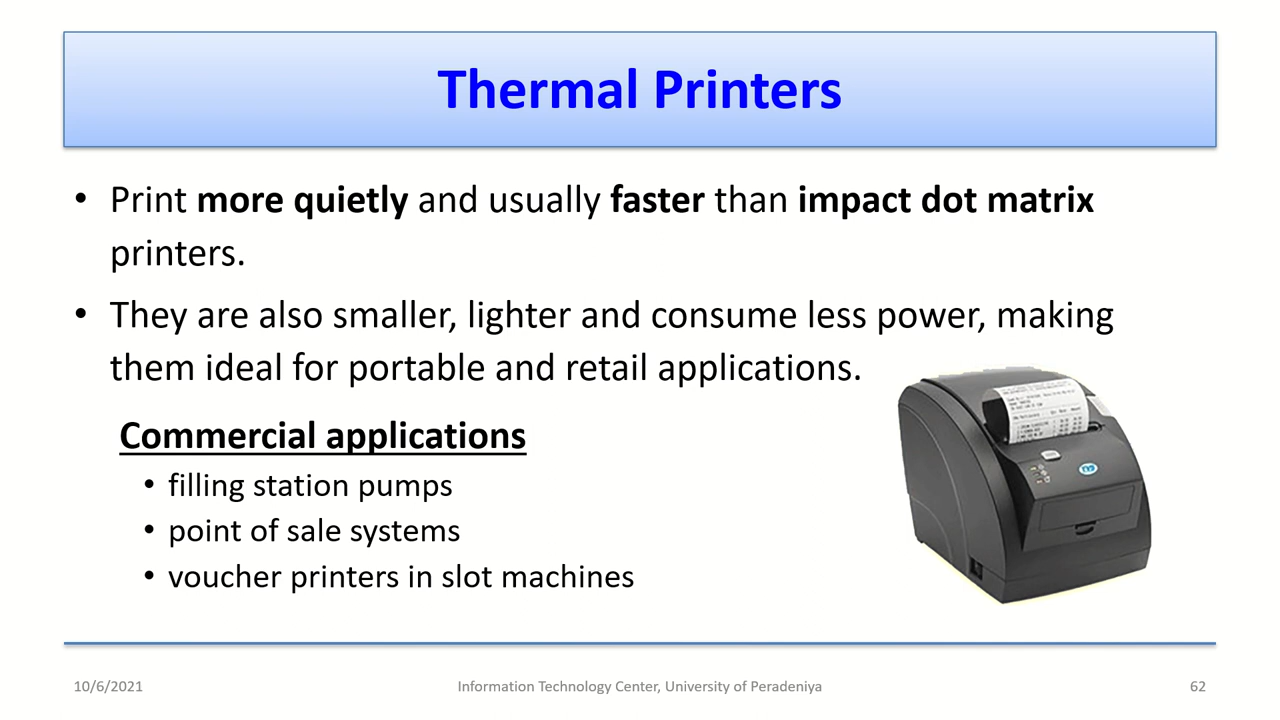 Thermal Printers
• Print more quietly and usually faster than impact dot matrix
printers.
• They are also smaller, lighter and consume less power, making
them ideal for portable and retail applications.
Commercial applications
• filling station pumps
• point of sale systems
• voucher printers in slot machines
10/6/2021
Information Technology Center, University of Peradeniya
62